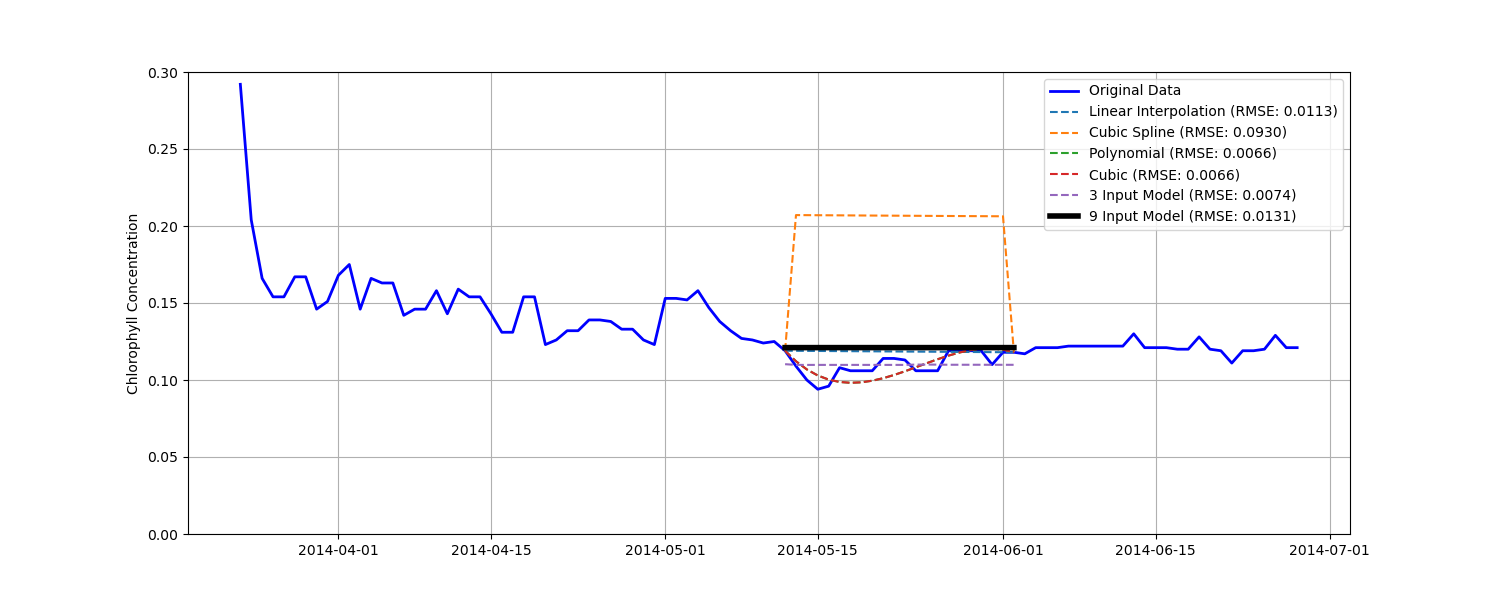 0.30
0.25
0.20
0.15
0.10
0.05
0.00
Chlorophyll Concentration
2014-04-01
2014-04-15
2014-05-01
2014-05-15
2014-06-01
2014-06-15
2014-07-01
Original Data
Linear Interpolation (RMSE: 0.0113)
Cubic Spline (RMSE: 0.0930)
Polynomial (RMSE: 0.0066)
Cubic (RMSE: 0.0066)
3 Input Model (RMSE: 0.0074)
9 Input Model (RMSE: 0.0131)